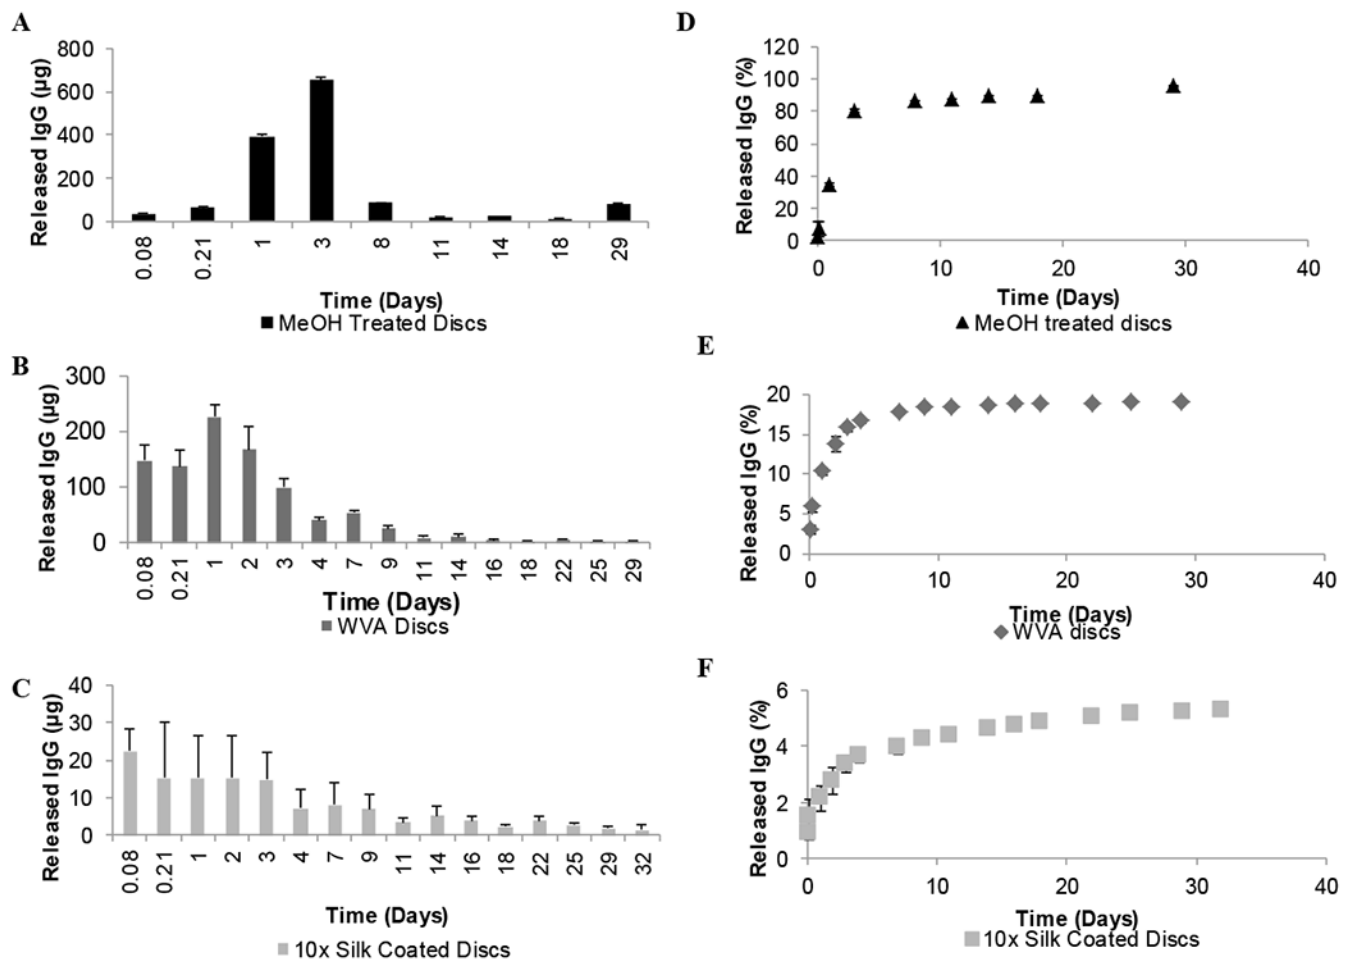 A
Released IgG (µg)
800
600
400
200
0
0.08 0.21 1 3 8 11 14 18 29
Time (Days)
MeOH Treated Discs
D
Released IgG (%)
120
100
80
60
40
20
0
0 10 20 30 40
Time (Days)
MeOH treated discs
B
Released IgG (µg)
300
200
100
0
0.08 0.21 1 2 3 4 7 9 11 14 16 18 22 25 29
Time (Days)
WVA Discs
E
Released IgG (%)
20
15
10
5
0
0 10 20 30 40
Time (Days)
WVA discs
C
Released IgG (µg)
40
30
20
10
0
0.08 0.21 1 2 3 4 7 9 11 14 16 18 22 25 29 32
Time (Days)
10x Silk Coated Discs
F
Released IgG (%)
6
4
2
0
0 10 20 30 40
Time (Days)
10x Silk Coated Discs